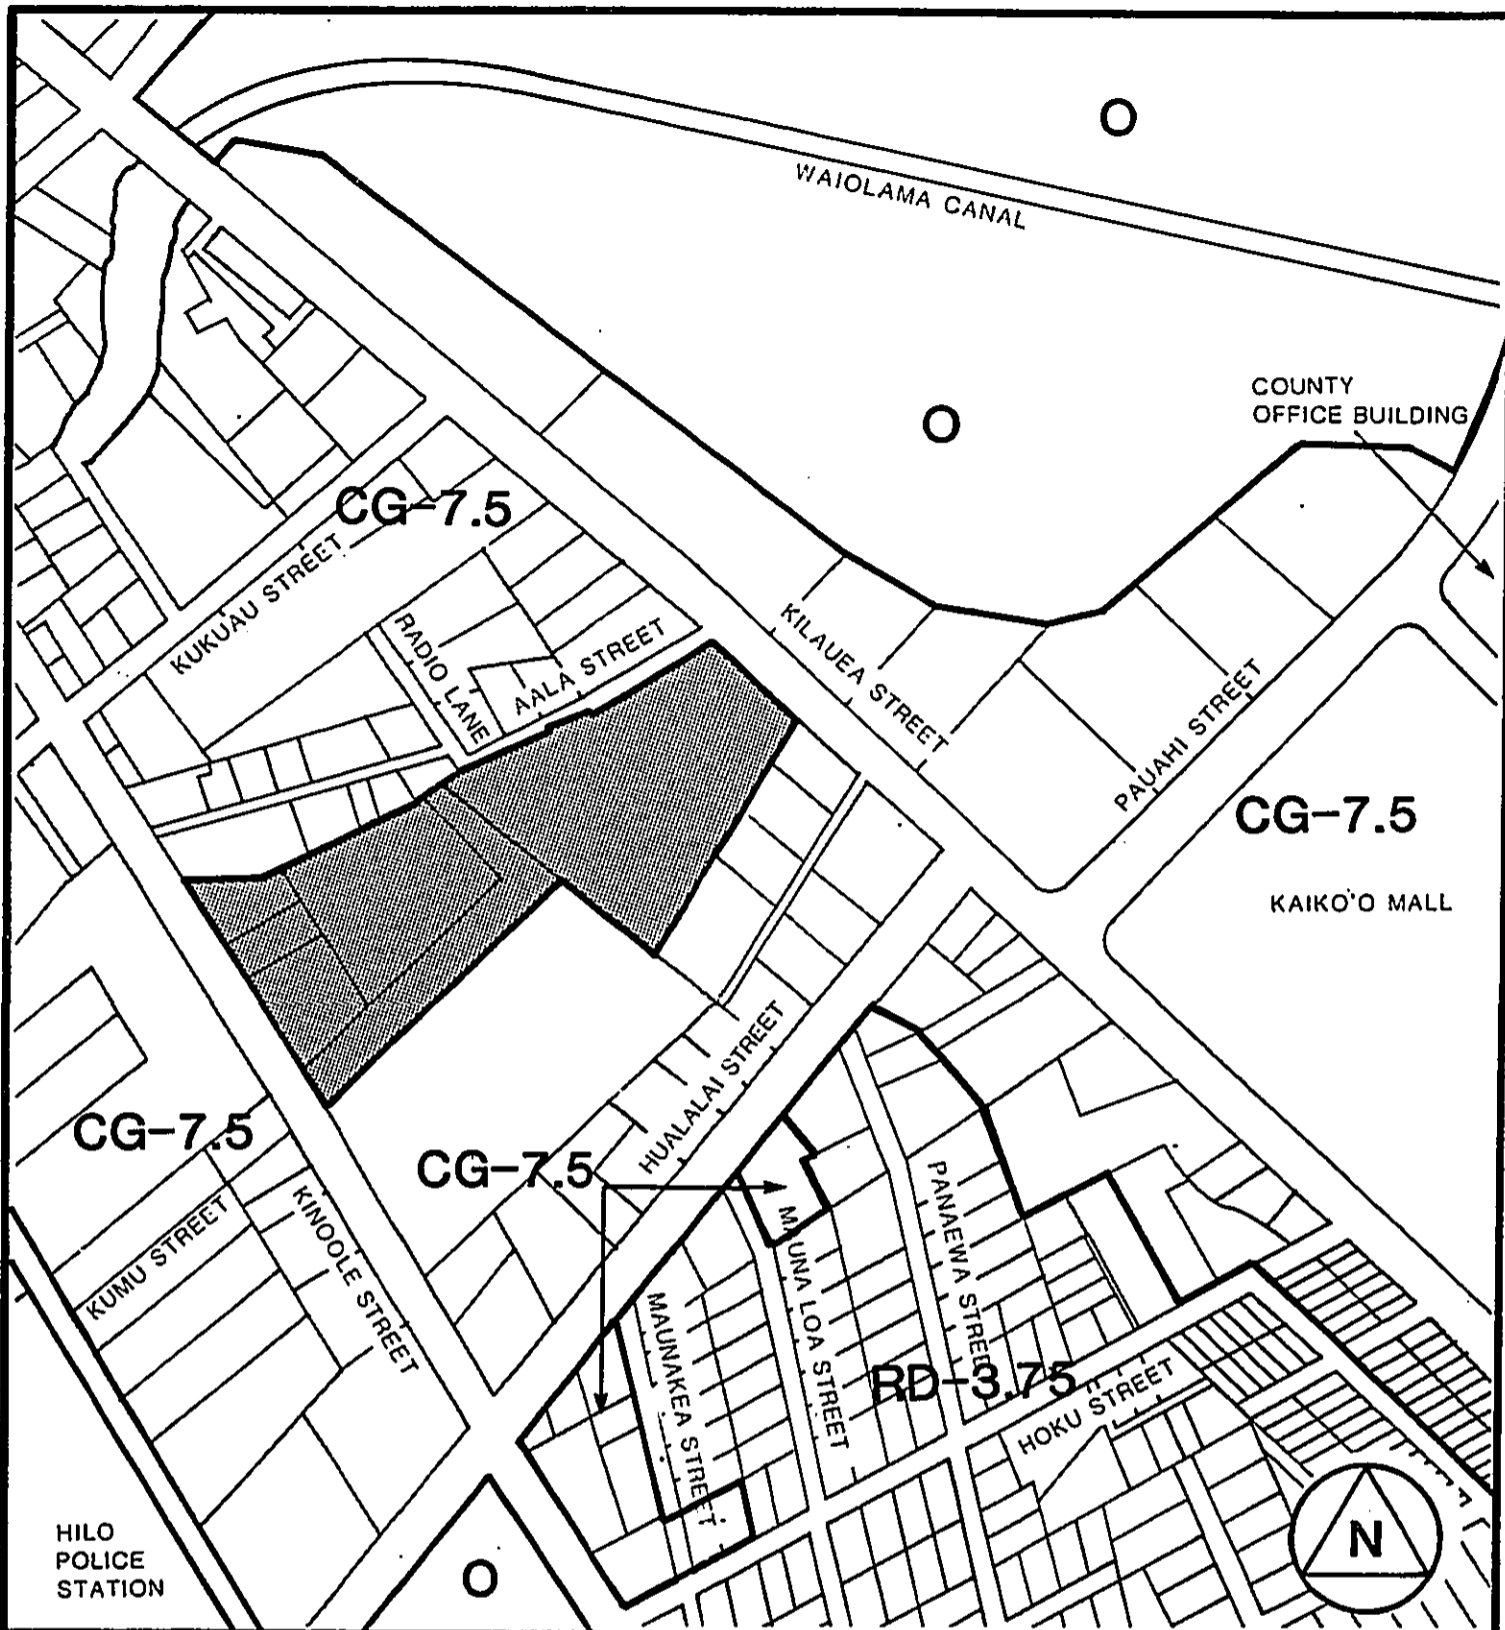 O
WAIOLAMA CANAL
COUNTY
OFFICE BUILDING
O
CG-7.5
KUKUAU STREET
RADIO LANE
AALA STREET
KILAUEA STREET
PAUAHI STREET
CG-7.5
KAIKO'O MALL
HUALALAI STREET
CG-7.5
CG-7.5
KUMU STREET
KINOOLE STREET
MAUNAKEA STREET
MAUNA LOA STREET
PANAEWA STREET
RD-3.75
HOKU STREET
HILO
POLICE
STATION
O
N